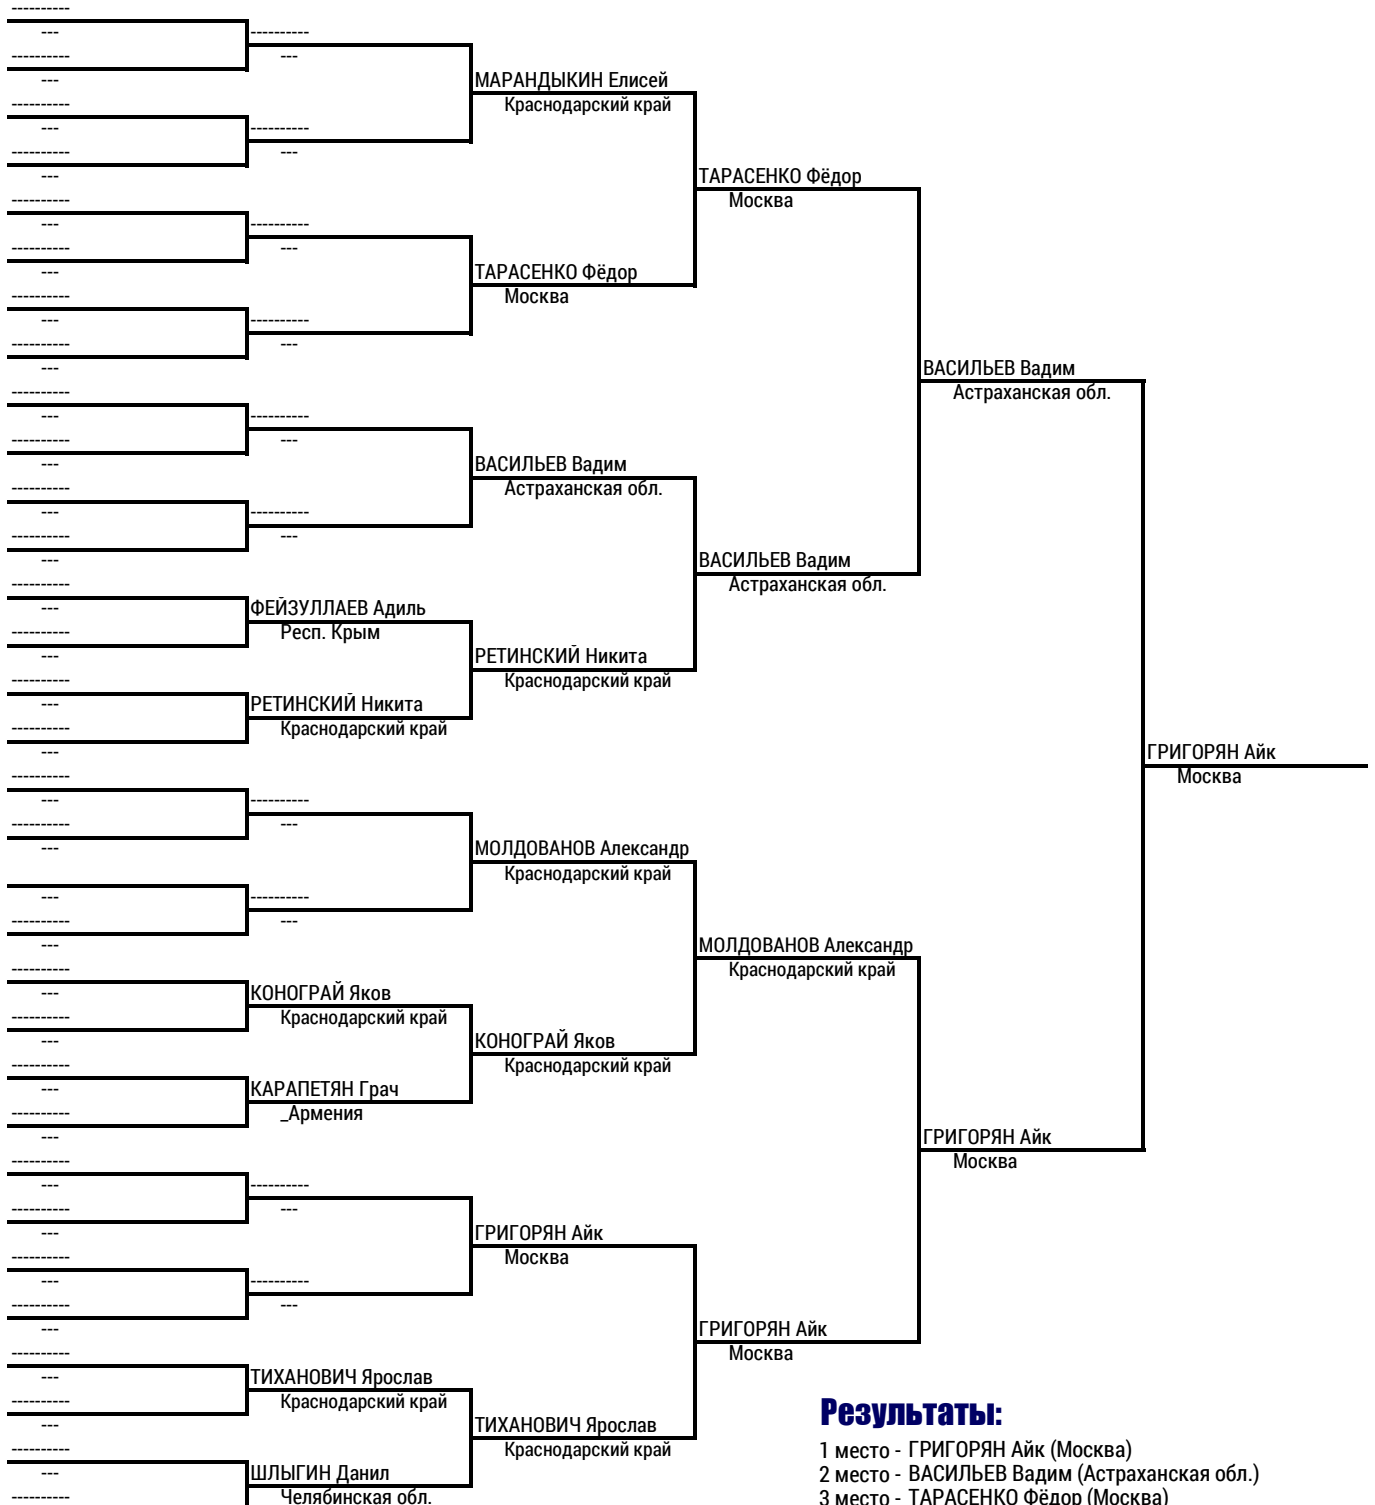 ----------
---
----------
---
----------
---
----------
---
----------
---
----------
---
----------
---
----------
---
----------
---
----------
---
----------
---
----------
---
----------
---
----------
---
----------
---
----------
---
----------
---
----------
---
---
----------
---
----------
---
----------
---
----------
---
----------
---
----------
---
----------
---
----------
---
----------
---
----------
---
----------
---
----------
---
----------
----------
---
----------
---
----------
---
----------
---
----------
---
----------
---
ФЕЙЗУЛЛАЕВ Адиль
Респ. Крым
РЕТИНСКИЙ Никита
Краснодарский край
----------
---
----------
---
КОНОГРАЙ Яков
Краснодарский край
КАРАПЕТЯН Грач
_Армения
----------
---
----------
---
ТИХАНОВИЧ Ярослав
Краснодарский край
ШЛЫГИН Данил
Челябинская обл.
МАРАНДЫКИН Елисей
Краснодарский край
ТАРАСЕНКО Фёдор
Москва
ВАСИЛЬЕВ Вадим
Астраханская обл.
РЕТИНСКИЙ Никита
Краснодарский край
МОЛДОВАНОВ Александр
Краснодарский край
КОНОГРАЙ Яков
Краснодарский край
ГРИГОРЯН Айк
Москва
ТИХАНОВИЧ Ярослав
Краснодарский край
ТАРАСЕНКО Фёдор
Москва
ВАСИЛЬЕВ Вадим
Астраханская обл.
МОЛДОВАНОВ Александр
Краснодарский край
ГРИГОРЯН Айк
Москва
ВАСИЛЬЕВ Вадим
Астраханская обл.
ГРИГОРЯН Айк
Москва
ГРИГОРЯН Айк
Москва
Результаты:
1 место - ГРИГОРЯН Айк (Москва)
2 место - ВАСИЛЬЕВ Вадим (Астраханская обл.)
3 место - ТАРАСЕНКО Фёдор (Москва)